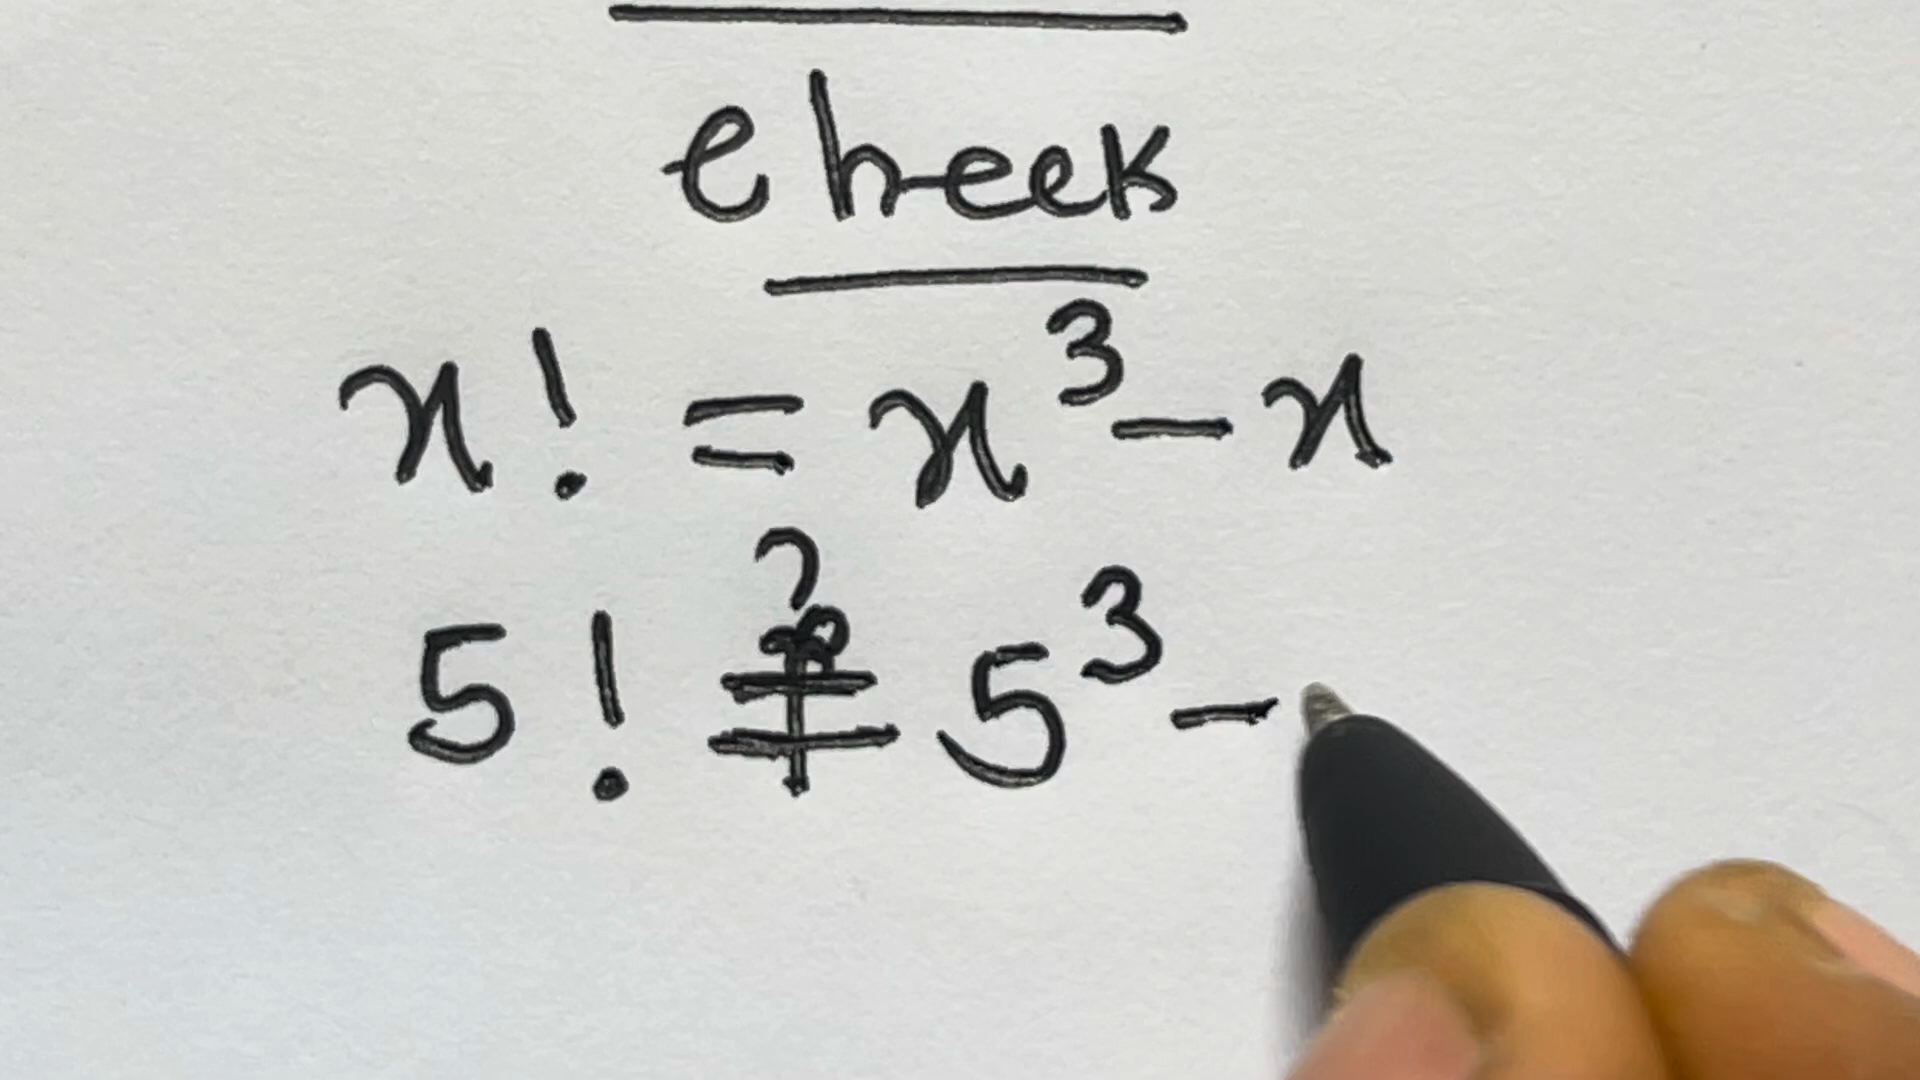 Check
x! = x³ - x
5! ≟ 5³ -